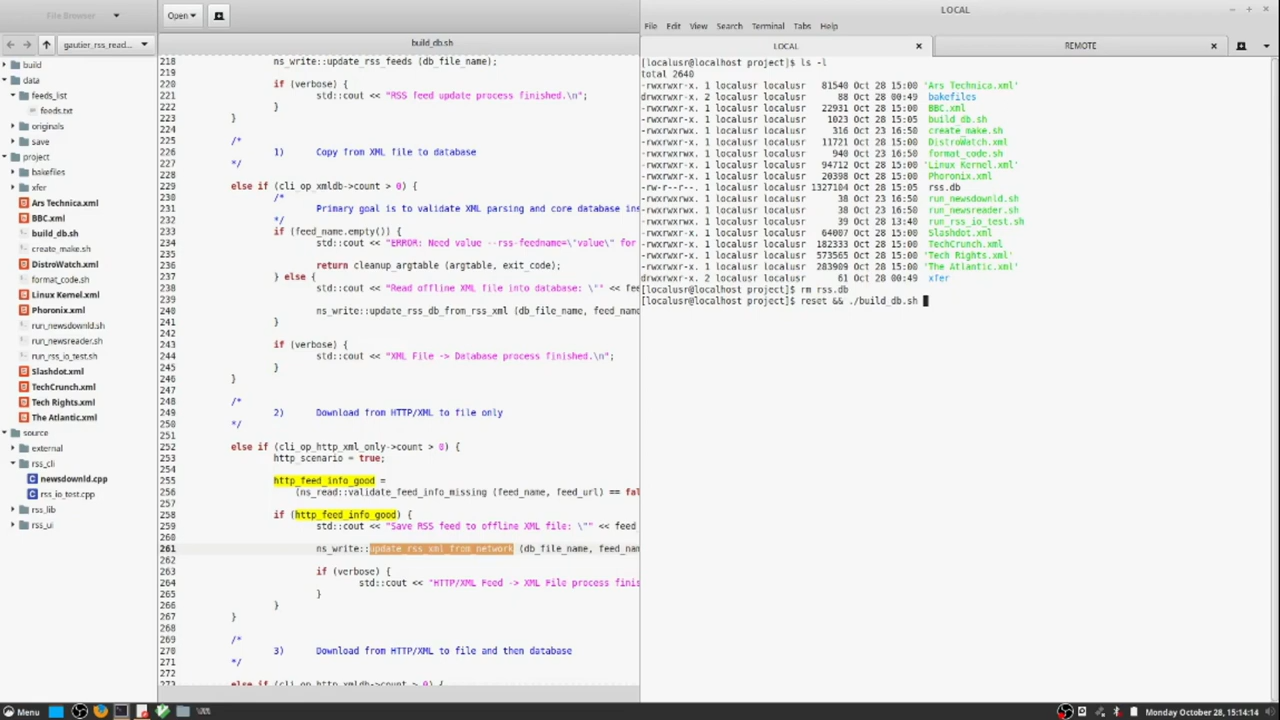 File Browser
gautier_rss_read...
build
data
feeds_list
feeds.txt
originals
save
project
bakefiles
xfer
Ars Technica.xml
BBC.xml
build_db.sh
create_make.sh
DistroWatch.xml
format_code.sh
Linux Kernel.xml
Phoronix.xml
run_newsdownld.sh
run_newsreader.sh
run_rss_io_test.sh
Slashdot.xml
TechCrunch.xml
Tech Rights.xml
The Atlantic.xml
source
external
rss_cli
newsdownld.cpp
rss_io_test.cpp
rss_lib
rss_ui
Open
build_db.sh
218 ns_write::update_rss_feeds (db_file_name);
219
220 if (verbose) {
221 std::cout << "RSS feed update process finished.\n";
222 }
223 }
224
225 /*
226 1) Copy from XML file to database
227 */
228
229 else if (cli_op_xmldb->count > 0) {
230 /*
231 Primary goal is to validate XML parsing and core database ins
232 */
233 if (feed_name.empty()) {
234 std::cout << "ERROR: Need value --rss-feedname=\'value\" for
235
236 return cleanup_argtable (argtable, exit_code);
237 } else {
238 std::cout << "Read offline XML file into database: \"" << fee
239
240 ns_write::update_rss_db_from_rss_xml (db_file_name, feed_name
241 }
242
243 if (verbose) {
244 std::cout << "XML File -> Database process finished.\n";
245 }
246 }
247
248 /*
249 2) Download from HTTP/XML to file only
250 */
251
252 else if (cli_op_http_xml_only->count > 0) {
253 http_scenario = true;
254
255 http_feed_info_good =
256 (ns_read::validate_feed_info_missing (feed_name, feed_url) == fal
257
258 if (http_feed_info_good) {
259 std::cout << "Save RSS feed to offline XML file: \"" << feed
260
261 ns_write::update_rss_xml_from_network (db_file_name, feed_nam
262
263 if (verbose) {
264 std::cout << "HTTP/XML Feed -> XML File process finis
265 }
266 }
267 }
268
269 /*
270 3) Download from HTTP/XML to file and then database
271 */
272
273 else if (cli_op_http_xmldb->count > 0) {
LOCAL
File Edit View Search Terminal Tabs Help
LOCAL REMOTE
[localusr@localhost project]$ ls -l
total 2640
-rwxrwxr-x. 1 localusr localusr 81540 Oct 28 15:00 'Ars Technica.xml'
drwxrwxr-x. 2 localusr localusr 88 Oct 28 00:49 bakefiles
-rwxrwxr-x. 1 localusr localusr 22931 Oct 28 15:00 BBC.xml
-rwxrwxr-x. 1 localusr localusr 1023 Oct 28 15:05 build_db.sh
-rwxrwxr-x. 1 localusr localusr 316 Oct 23 16:50 create_make.sh
-rwxrwxr-x. 1 localusr localusr 11721 Oct 28 15:00 DistroWatch.xml
-rwxrwxr-x. 1 localusr localusr 940 Oct 23 16:50 format_code.sh
-rwxrwxr-x. 1 localusr localusr 94712 Oct 28 15:00 'Linux Kernel.xml'
-rwxrwxr-x. 1 localusr localusr 20398 Oct 28 15:00 Phoronix.xml
-rw-r--r--. 1 localusr localusr 1327104 Oct 28 15:05 rss.db
-rwxrwxr-x. 1 localusr localusr 38 Oct 23 16:50 run_newsdownld.sh
-rwxrwxr-x. 1 localusr localusr 38 Oct 23 16:50 run_newsreader.sh
-rwxrwxr-x. 1 localusr localusr 39 Oct 28 13:40 run_rss_io_test.sh
-rwxrwxr-x. 1 localusr localusr 64007 Oct 28 15:00 Slashdot.xml
-rwxrwxr-x. 1 localusr localusr 182333 Oct 28 15:00 TechCrunch.xml
-rwxrwxr-x. 1 localusr localusr 573565 Oct 28 15:00 'Tech Rights.xml'
-rwxrwxr-x. 1 localusr localusr 283909 Oct 28 15:00 'The Atlantic.xml'
drwxrwxr-x. 2 localusr localusr 61 Oct 28 00:49 xfer
[localusr@localhost project]$ rm rss.db
[localusr@localhost project]$ reset && ./build_db.sh
Menu
Monday October 28, 15:14:14